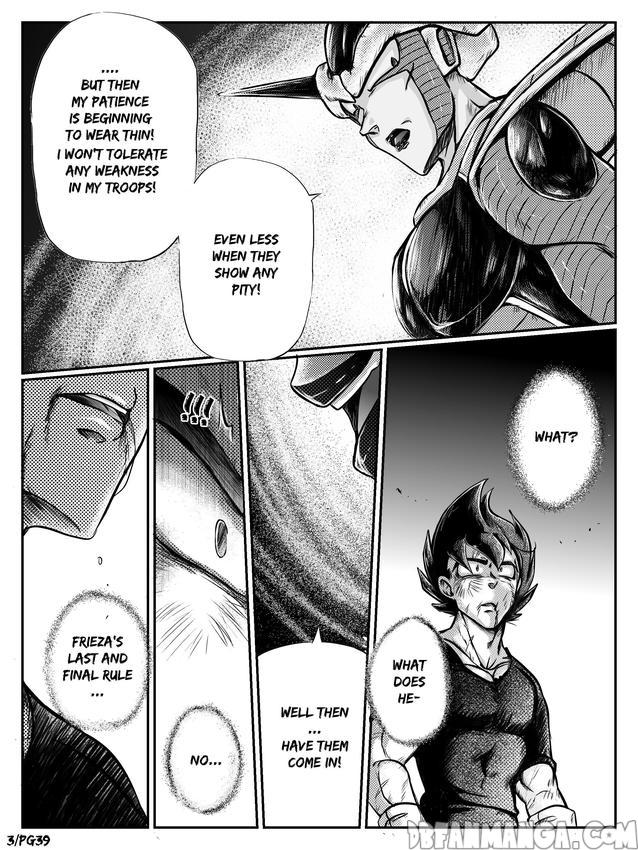 ....
BUT THEN
MY PATIENCE
IS BEGINNING
TO WEAR THIN!
I WON'T TOLERATE
ANY WEAKNESS
IN MY TROOPS!
EVEN LESS
WHEN THEY
SHOW ANY
PITY!
WHAT?
WHAT
DOES
HE-
WELL THEN
...
HAVE THEM
COME IN!
!!!
NO...
FRIEZA'S
LAST AND
FINAL RULE
...
3/PG39
DBFANMANGA.COM